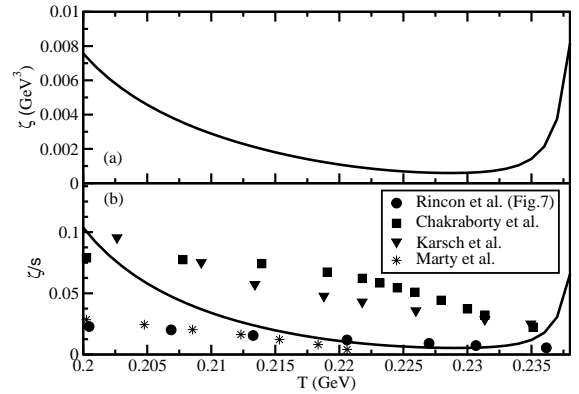 0.01
0.008
0.006
0.004
0.002
0
ζ (GeV³)
(a)
(b)
Rincon et al. (Fig.7)
Chakraborty et al.
Karsch et al.
Marty et al.
0.1
0.05
0
ζ/s
0.2 0.205 0.21 0.215 0.22 0.225 0.23 0.235
T (GeV)